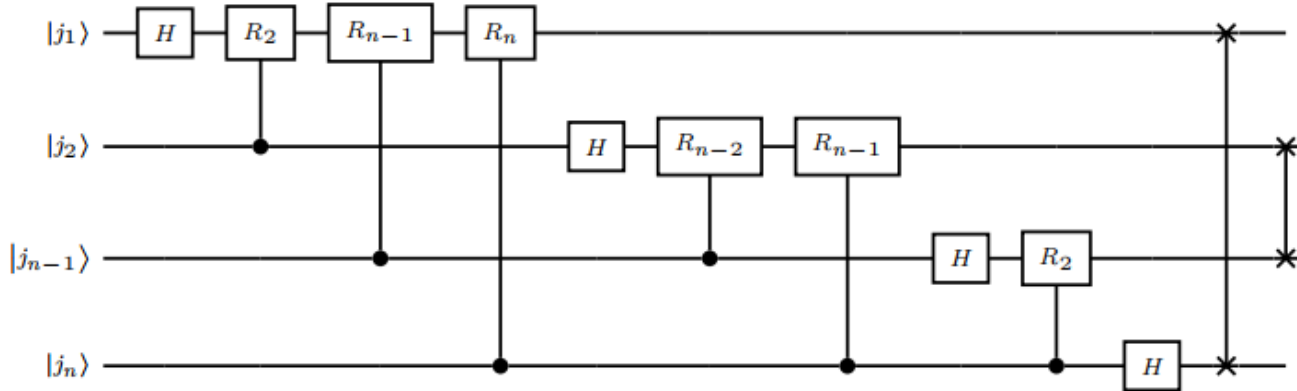 |j₁⟩ H R₂ Rₙ₋₁ Rₙ
|j₂⟩ H Rₙ₋₂ Rₙ₋₁
|jₙ₋₁⟩ H R₂
|jₙ⟩ H